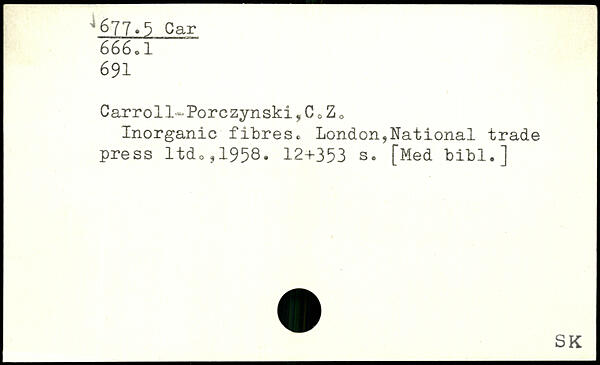 677.5 Car
666.1
691
Carroll-Porczynski,C.Z.
Inorganic fibres. London,National trade
press ltd.,1958. 12+353 s. [Med bibl.]
SK